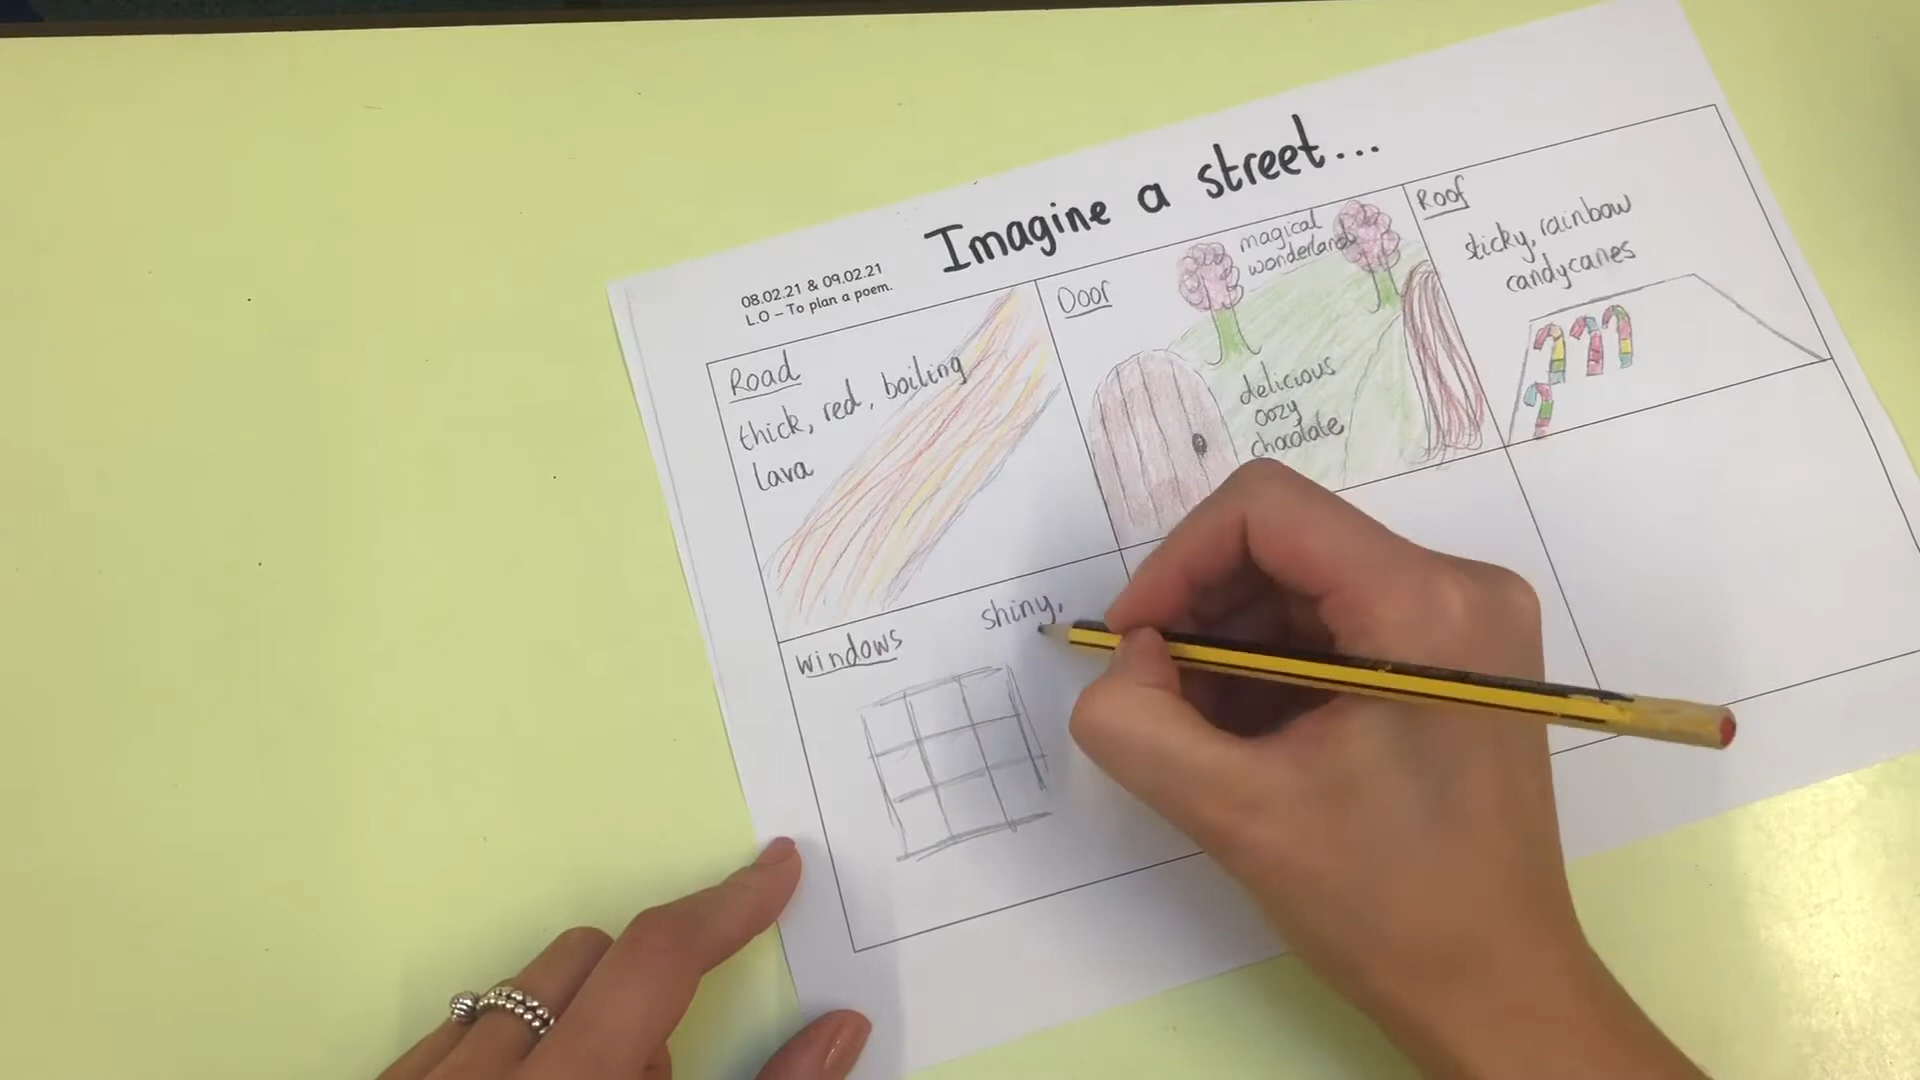 Imagine a street...
08.02.21 & 09.02.21
L.O – To plan a poem.
Road
thick, red, boiling
lava
Door
magical
wonderland
delicious
oozy
chocolate
Roof
sticky, rainbow
candycanes
windows
shiny,